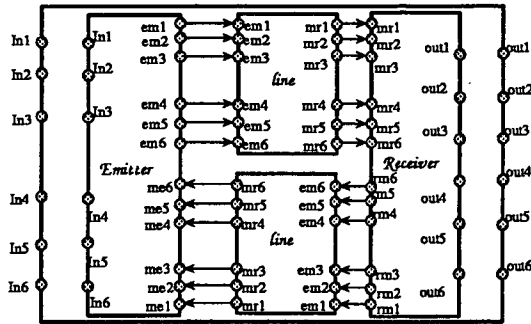 In1 In1 em1 em1 mr1 mr1
em2 em2 mr2 mr2 out1 out1
In2 In2 em3 em3 mr3 mr3
line
out2 out2
In3 In3 em4 em4 mr4 mr4
em5 em5 mr5 mr5 out3 out3
em6 em6 mr6 mr6
Emitter Receiver
me6 mr6 em6 rm6 out4
In4 me5 mr5 em5 rm5 out4
In4 me4 mr4 em4 rm4
line out5 out5
In5 In5
me3 mr3 em3 rm3 out6
In6 me2 mr2 em2 rm2
In6 me1 mr1 em1 rm1 out6